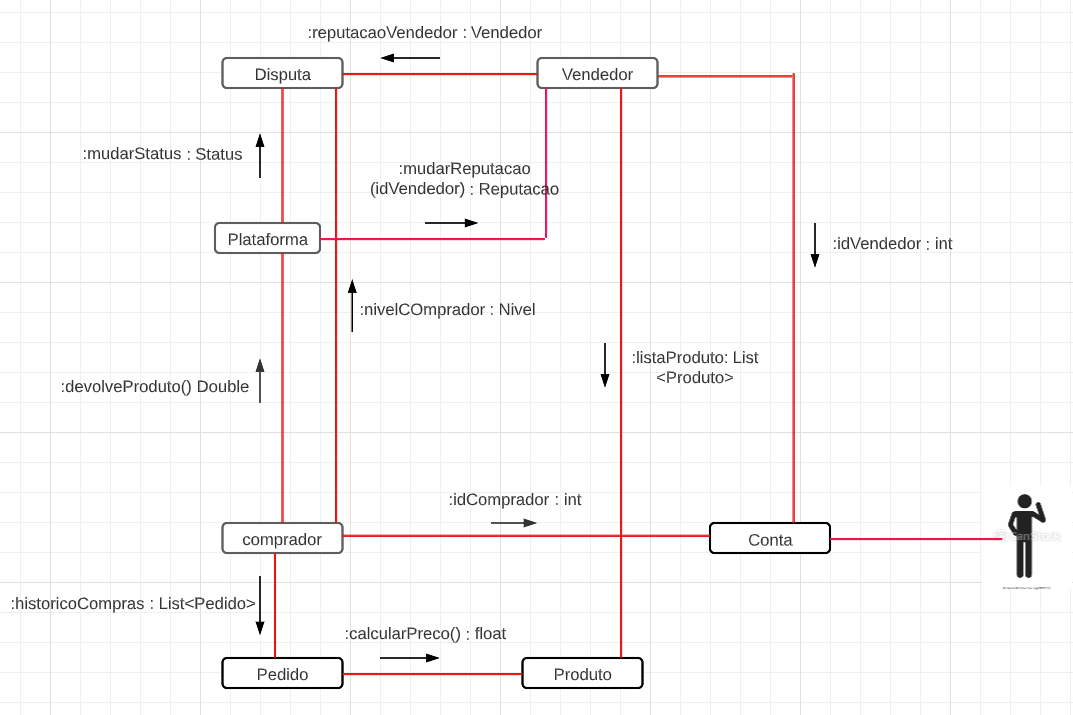 :reputacaoVendedor : Vendedor
Disputa
Vendedor
:mudarStatus : Status
:mudarReputacao
(idVendedor) : Reputacao
Plataforma
:idVendedor : int
:nivelCOmprador : Nivel
:listaProduto: List
<Produto>
:devolveProduto() Double
:idComprador : int
comprador
Conta
:historicoCompras : List<Pedido>
:calcularPreco() : float
Pedido
Produto